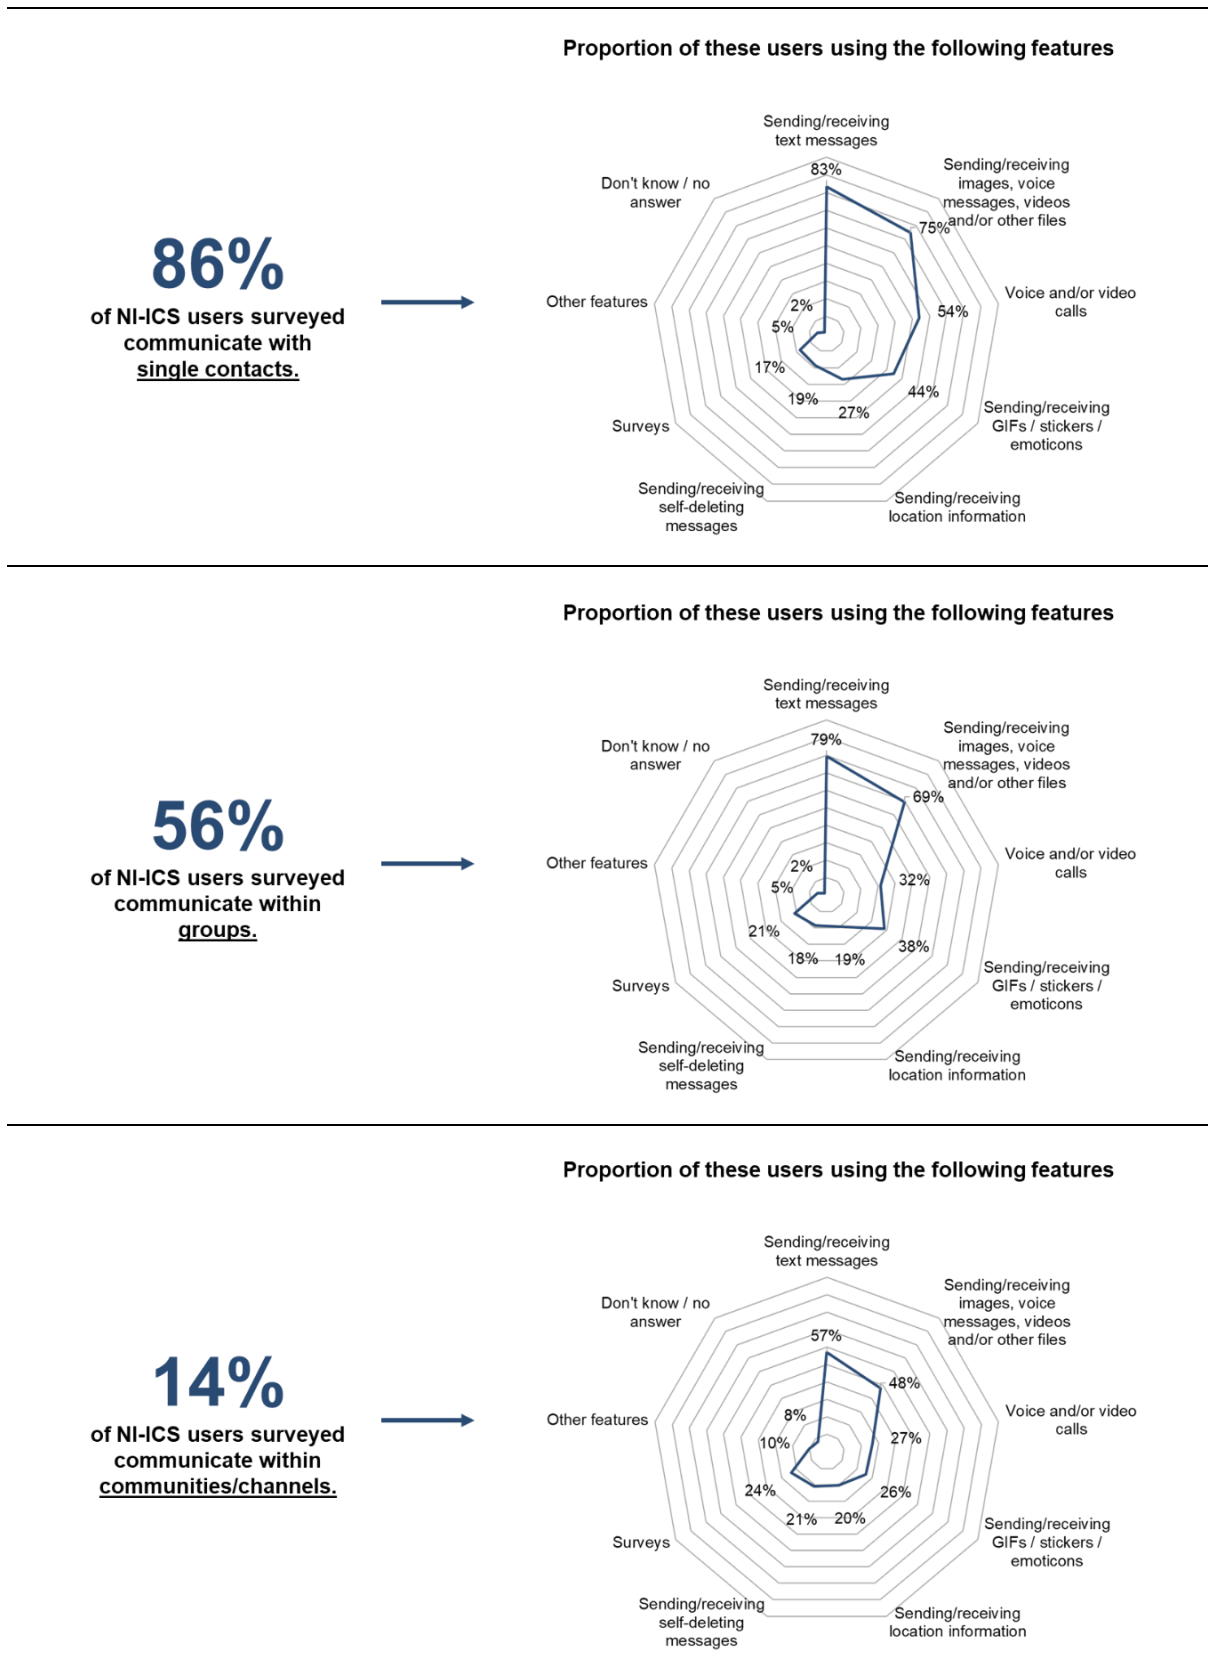 Proportion of these users using the following features
86%
of NI-ICS users surveyed
communicate with
single contacts.
Sending/receiving
text messages
83%
Sending/receiving
images, voice
messages, videos
and/or other files
75%
Voice and/or video
calls
54%
Sending/receiving
GIFs / stickers /
emoticons
44%
Sending/receiving
location information
27%
Sending/receiving
self-deleting
messages
19%
Surveys
17%
Other features
5%
Don't know / no
answer
2%
Proportion of these users using the following features
56%
of NI-ICS users surveyed
communicate within
groups.
Sending/receiving
text messages
79%
Sending/receiving
images, voice
messages, videos
and/or other files
69%
Voice and/or video
calls
32%
Sending/receiving
GIFs / stickers /
emoticons
38%
Sending/receiving
location information
19%
Sending/receiving
self-deleting
messages
18%
Surveys
21%
Other features
5%
Don't know / no
answer
2%
Proportion of these users using the following features
14%
of NI-ICS users surveyed
communicate within
communities/channels.
Sending/receiving
text messages
57%
Sending/receiving
images, voice
messages, videos
and/or other files
48%
Voice and/or video
calls
27%
Sending/receiving
GIFs / stickers /
emoticons
26%
Sending/receiving
location information
20%
Sending/receiving
self-deleting
messages
21%
Surveys
24%
Other features
10%
Don't know / no
answer
8%